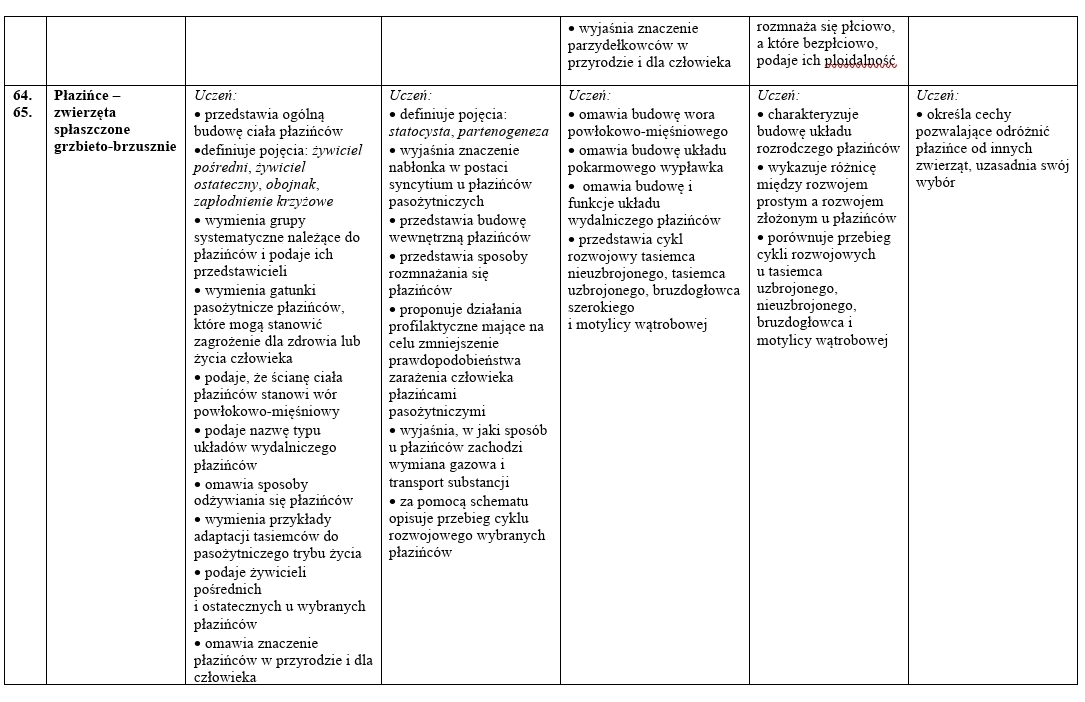 • wyjaśnia znaczenie
parzydełkowców w
przyrodzie i dla człowieka
rozmnaża się płciowo,
a które bezpłciowo,
podaje ich ploidalność
64.
65.
Płazińce –
zwierzęta
spłaszczone
grzbieto-brzusznie
Uczeń:
• przedstawia ogólną
budowę ciała płazińców
•definiuje pojęcia: żywiciel
pośredni, żywiciel
ostateczny, obojnak,
zapłodnienie krzyżowe
• wymienia grupy
systematyczne należące do
płazińców i podaje ich
przedstawicieli
• wymienia gatunki
pasożytnicze płazińców,
które mogą stanowić
zagrożenie dla zdrowia lub
życia człowieka
• podaje, że ścianę ciała
płazińców stanowi wór
powłokowo-mięśniowy
• podaje nazwę typu
układów wydalniczego
płazińców
• omawia sposoby
odżywiania się płazińców
• wymienia przykłady
adaptacji tasiemców do
pasożytniczego trybu życia
• podaje żywicieli
pośrednich
i ostatecznych u wybranych
płazińców
• omawia znaczenie
płazińców w przyrodzie i dla
człowieka
Uczeń:
• definiuje pojęcia:
statocysta, partenogeneza
• wyjaśnia znaczenie
nabłonka w postaci
syncytium u płazińców
pasożytniczych
• przedstawia budowę
wewnętrzną płazińców
• przedstawia sposoby
rozmnażania się
płazińców
• proponuje działania
profilaktyczne mające na
celu zmniejszenie
prawdopodobieństwa
zarażenia człowieka
płazińcami
pasożytniczymi
• wyjaśnia, w jaki sposób
u płazińców zachodzi
wymiana gazowa i
transport substancji
• za pomocą schematu
opisuje przebieg cyklu
rozwojowego wybranych
płazińców
Uczeń:
• omawia budowę wora
powłokowo-mięśniowego
• omawia budowę układu
pokarmowego wypławka
• omawia budowę i
funkcje układu
wydalniczego płazińców
• przedstawia cykl
rozwojowy tasiemca
nieuzbrojonego, tasiemca
uzbrojonego, bruzdogłowca
szerokiego
i motylicy wątrobowej
Uczeń:
• charakteryzuje
budowę układu
rozrodczego płazińców
• wykazuje różnicę
między rozwojem
prostym a rozwojem
złożonym u płazińców
• porównuje przebieg
cykli rozwojowych
u tasiemca
uzbrojonego,
nieuzbrojonego,
bruzdogłowca i
motylicy wątrobowej
Uczeń:
• określa cechy
pozwalające odróżnić
płazińce od innych
zwierząt, uzasadnia swój
wybór